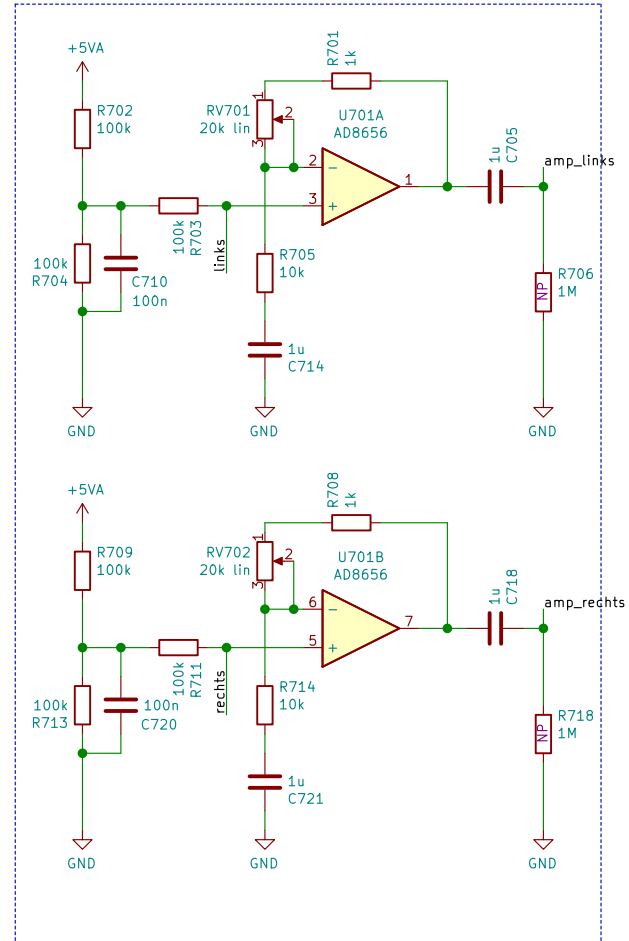 R701
1k
+5VA
R702
100k
RV701
20k lin
1
2
3
U701A
AD8656
2
−
3
+
1
1u
C705
amp_links
100k
R703
links
100k
R704
C710
100n
R705
10k
1u
C714
NP
R706
1M
GND
GND
GND
R708
1k
+5VA
R709
100k
RV702
20k lin
1
2
3
U701B
AD8656
6
−
5
+
7
1u
C718
amp_rechts
100k
R711
rechts
100k
R713
100n
C720
R714
10k
1u
C721
NP
R718
1M
GND
GND
GND